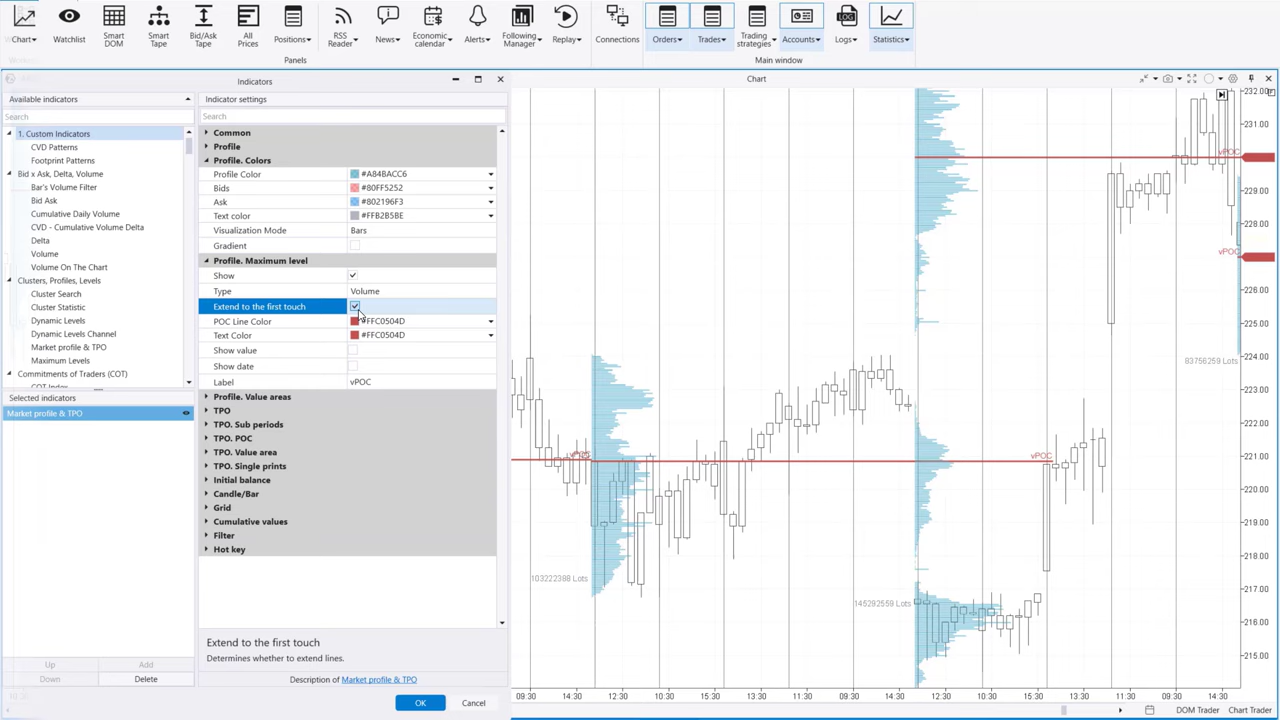 Chart
Watchlist
Smart
DOM
Smart
Tape
Bid/Ask
Tape
All
Prices
Positions
RSS
Reader
News
Economic
calendar
Alerts
Following
Manager
Replay
Connections
Orders
Trades
Trading
strategies
Accounts
LOG
Logs
Statistics
Panels
Main window
Indicators
Chart
Available indicators
Search
1. Custom Indicators
CVD Patterns
Footprint Patterns
Bid x Ask, Delta, Volume
Bar's Volume Filter
Bid Ask
Cumulative Daily Volume
CVD - Cumulative Volume Delta
Delta
Volume
Volume On The Chart
Clusters, Profiles, Levels
Cluster Search
Cluster Statistic
Dynamic Levels
Dynamic Levels Channel
Market profile & TPO
Maximum Levels
Commitments of Traders (COT)
COT Index
Selected indicators
Market profile & TPO
Up
Add
Down
Delete
Indicator settings
Search
Common
Profile
Profile. Colors
Profile Color #A84BACC6
Bids #80FF5252
Ask #802196F3
Text color #FFB2B5BE
Visualization Mode Bars
Gradient
Profile. Maximum level
Show
Type Volume
Extend to the first touch
POC Line Color #FFC0504D
Text Color #FFC0504D
Show value
Show date
Label vPOC
Profile. Value areas
TPO
TPO. Sub periods
TPO. POC
TPO. Value area
TPO. Single prints
Initial balance
Candle/Bar
Grid
Cumulative values
Filter
Hot key
Extend to the first touch
Determines whether to extend lines.
Description of Market profile & TPO
OK Cancel
vPOC
vPOC
vPOC
vPOC
103222388 Lots
145292559 Lots
83756259 Lots
232.00
231.00
229.00
228.00
226.00
225.00
224.00
223.00
222.00
221.00
220.00
219.00
218.00
217.00
216.00
215.00
09:30 14:30 12:30 10:30 15:30 11:30 09:30 14:30 12:30 10:30 15:30 13:30 11:30 09:30 14:30
DOM Trader Chart Trader